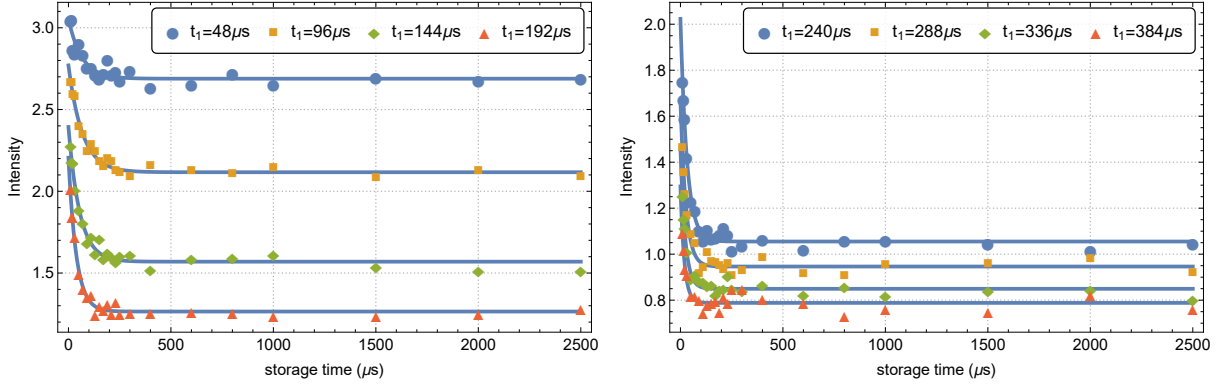 t1=48μs t1=96μs t1=144μs t1=192μs
3.0
2.5
2.0
1.5
Intensity
0 500 1000 1500 2000 2500
storage time (μs)
t1=240μs t1=288μs t1=336μs t1=384μs
2.0
1.8
1.6
1.4
1.2
1.0
0.8
Intensity
0 500 1000 1500 2000 2500
storage time (μs)